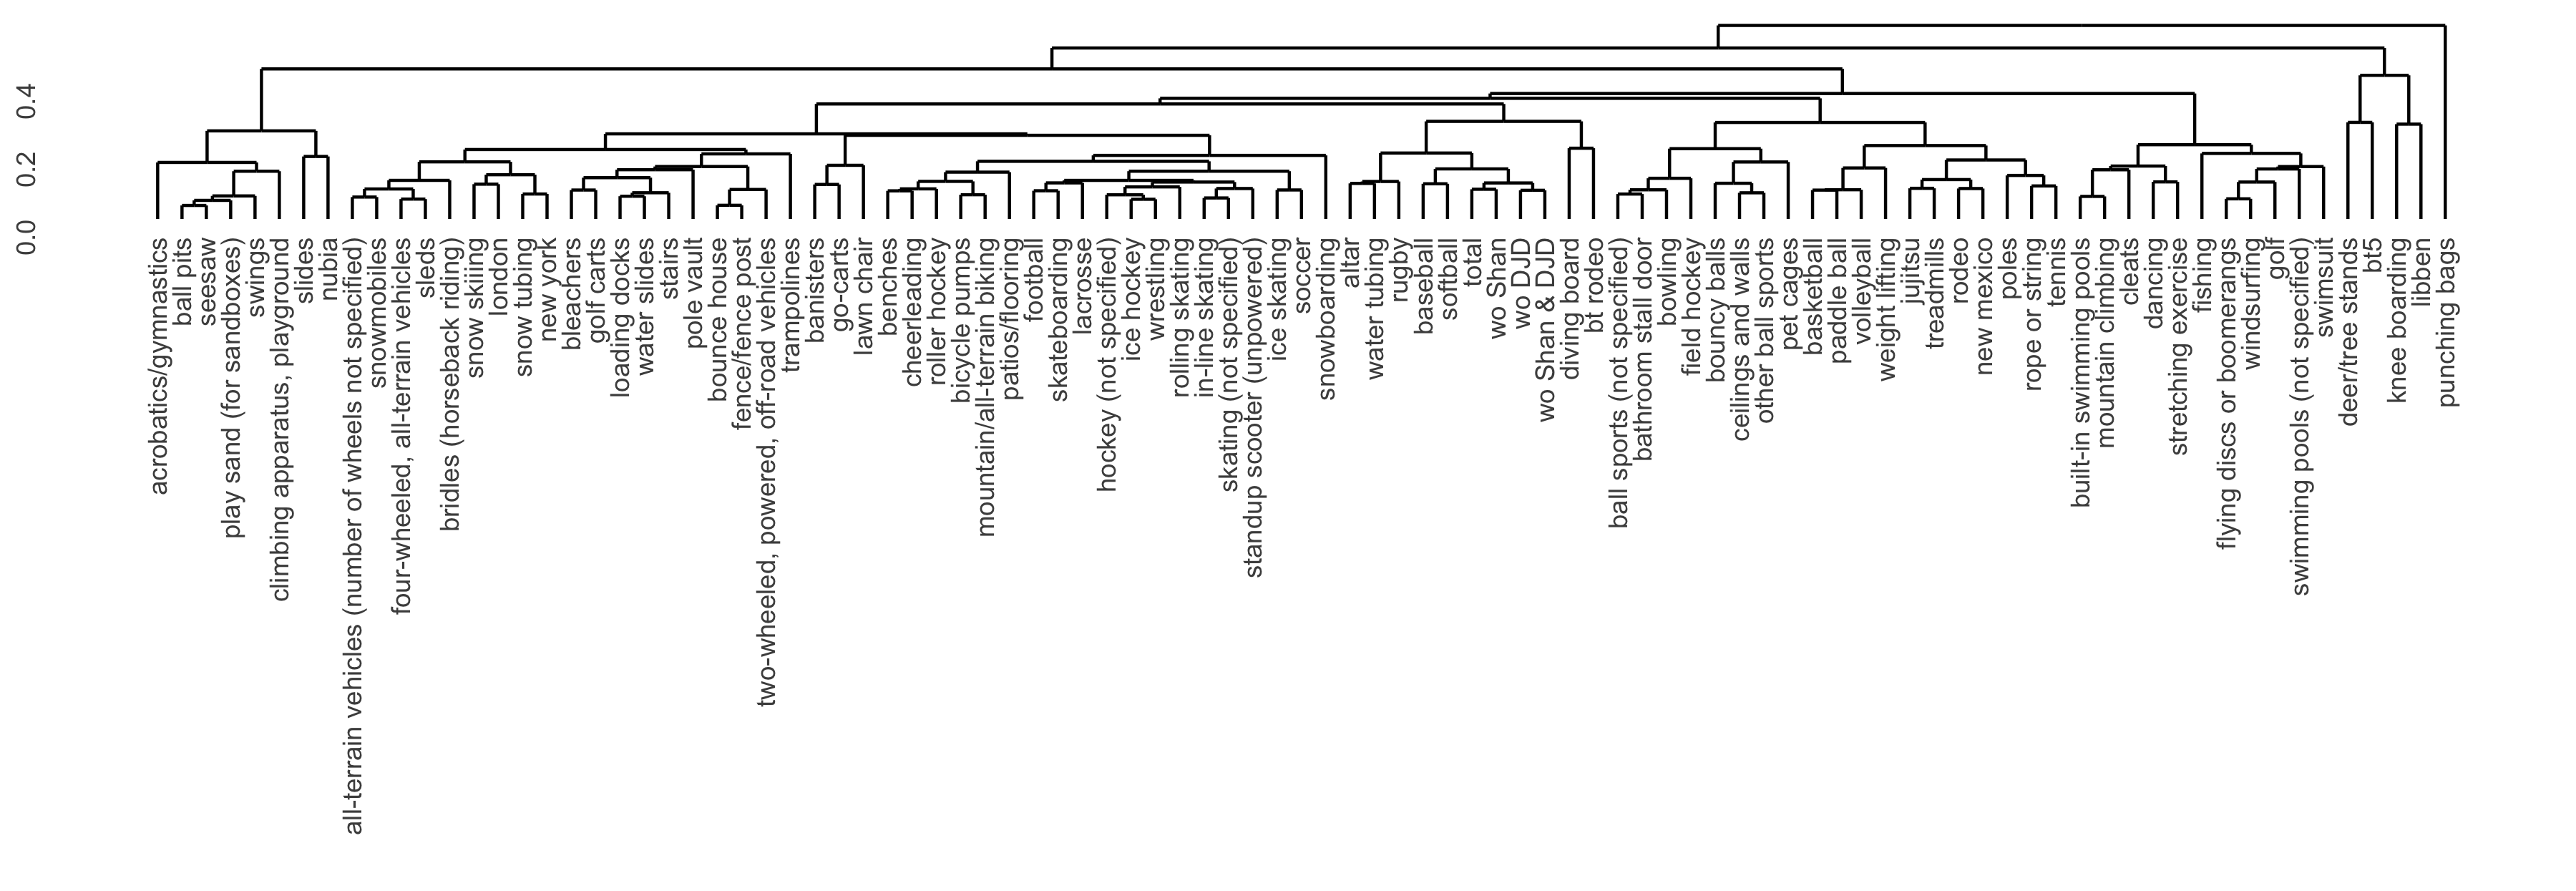 0.4
0.2
0.0
acrobatics/gymnastics
ball pits
seesaw
play sand (for sandboxes)
swings
climbing apparatus, playground
slides
nubia
all-terrain vehicles (number of wheels not specified)
snowmobiles
four-wheeled, all-terrain vehicles
sleds
bridles (horseback riding)
snow skiing
london
snow tubing
new york
bleachers
golf carts
loading docks
water slides
stairs
pole vault
bounce house
fence/fence post
two-wheeled, powered, off-road vehicles
trampolines
banisters
go-carts
lawn chair
benches
cheerleading
roller hockey
bicycle pumps
mountain/all-terrain biking
patios/flooring
football
skateboarding
lacrosse
hockey (not specified)
ice hockey
wrestling
rolling skating
in-line skating
skating (not specified)
standup scooter (unpowered)
ice skating
soccer
snowboarding
altar
water tubing
rugby
baseball
softball
total
wo Shan
wo DJD
wo Shan & DJD
diving board
bt rodeo
ball sports (not specified)
bathroom stall door
bowling
field hockey
bouncy balls
ceilings and walls
other ball sports
pet cages
basketball
paddle ball
volleyball
weight lifting
jujitsu
treadmills
rodeo
new mexico
poles
rope or string
tennis
built-in swimming pools
mountain climbing
cleats
dancing
stretching exercise
fishing
flying discs or boomerangs
windsurfing
golf
swimming pools (not specified)
swimsuit
deer/tree stands
bt5
knee boarding
libben
punching bags